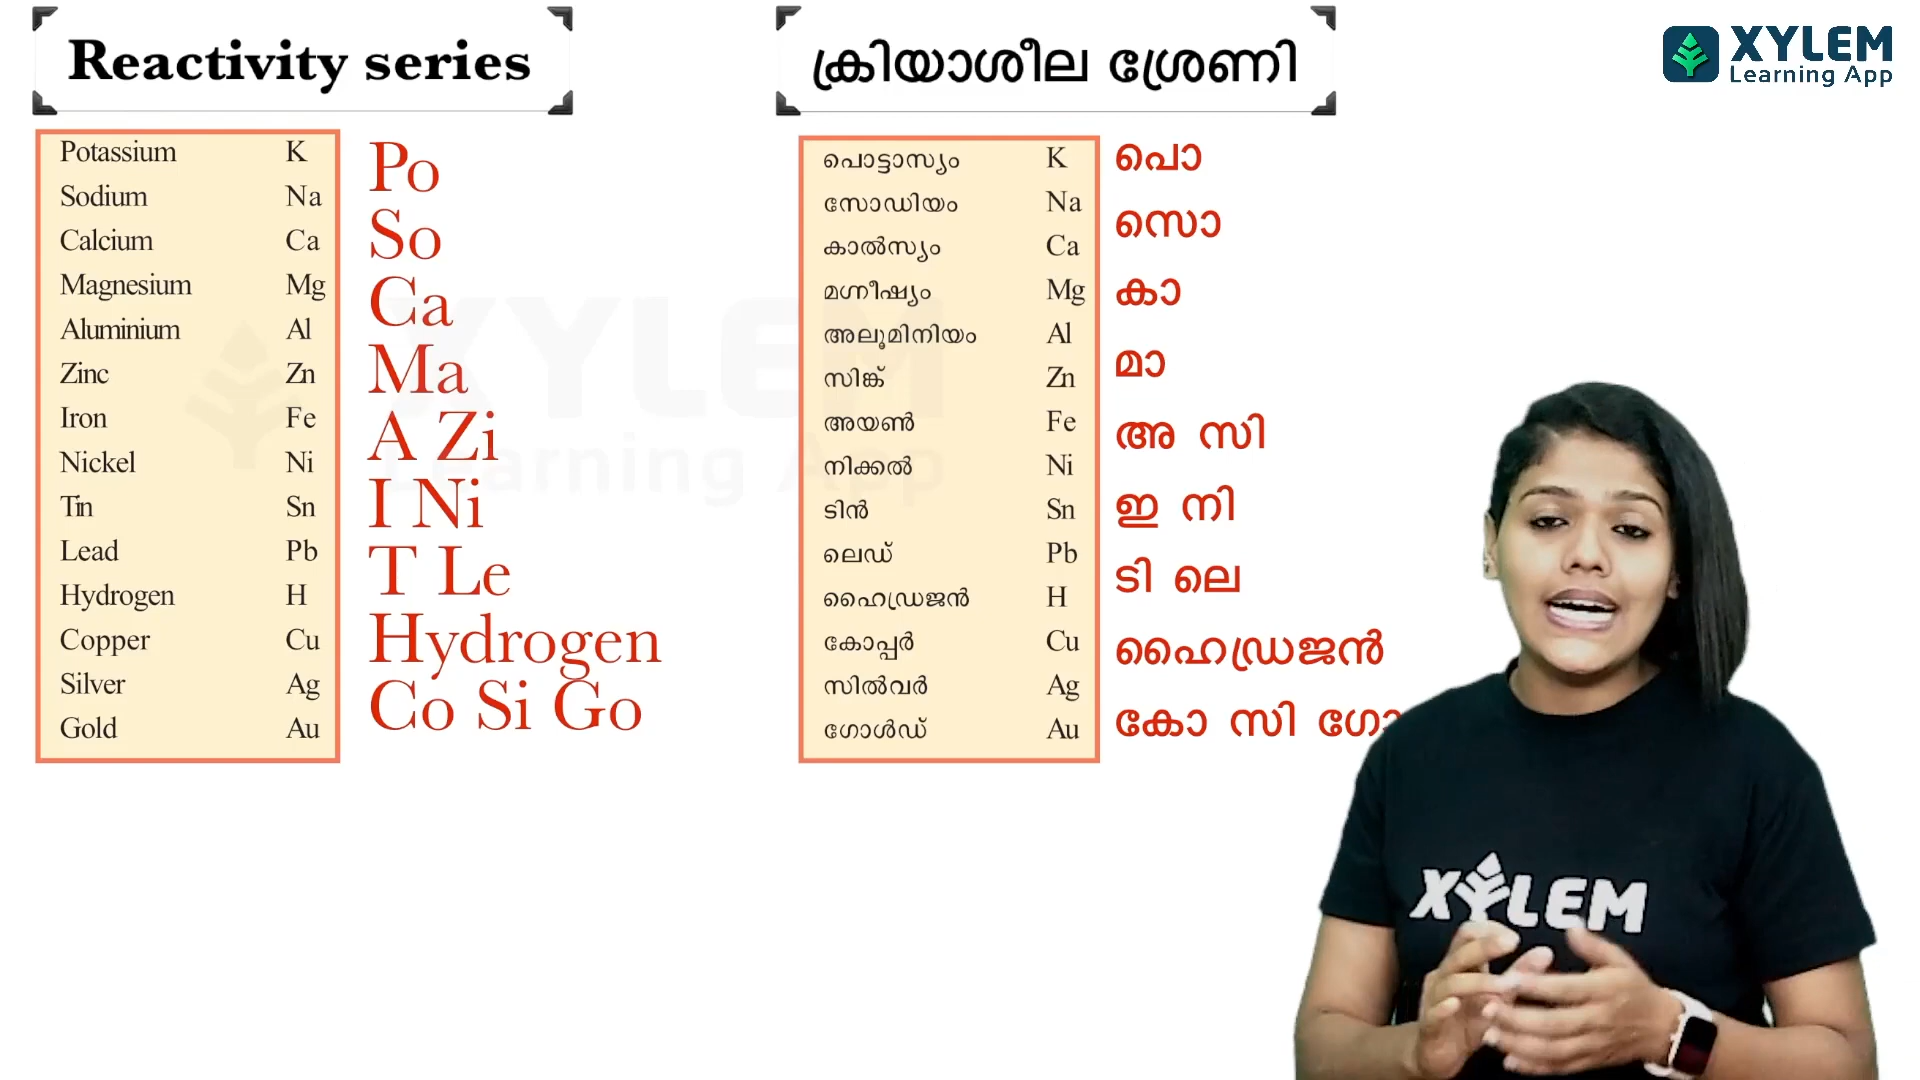 Reactivity series
Potassium K
Sodium Na
Calcium Ca
Magnesium Mg
Aluminium Al
Zinc Zn
Iron Fe
Nickel Ni
Tin Sn
Lead Pb
Hydrogen H
Copper Cu
Silver Ag
Gold Au
Po
So
Ca
Ma
A Zi
I Ni
T Le
Hydrogen
Co Si Go
ക്രിയാശീല ശ്രേണി
പൊട്ടാസ്യം K
സോഡിയം Na
കാൽസ്യം Ca
മഗ്നീഷ്യം Mg
അലൂമിനിയം Al
സിങ്ക് Zn
അയൺ Fe
നിക്കൽ Ni
ടിൻ Sn
ലെഡ് Pb
ഹൈഡ്രജൻ H
കോപ്പർ Cu
സിൽവർ Ag
ഗോൾഡ് Au
പൊ
സൊ
കാ
മാ
അ സി
ഇ നി
ടി ലെ
ഹൈഡ്രജൻ
കോ സി ഗോ
XYLEM
Learning App
XYLEM
Learning App
XYLEM